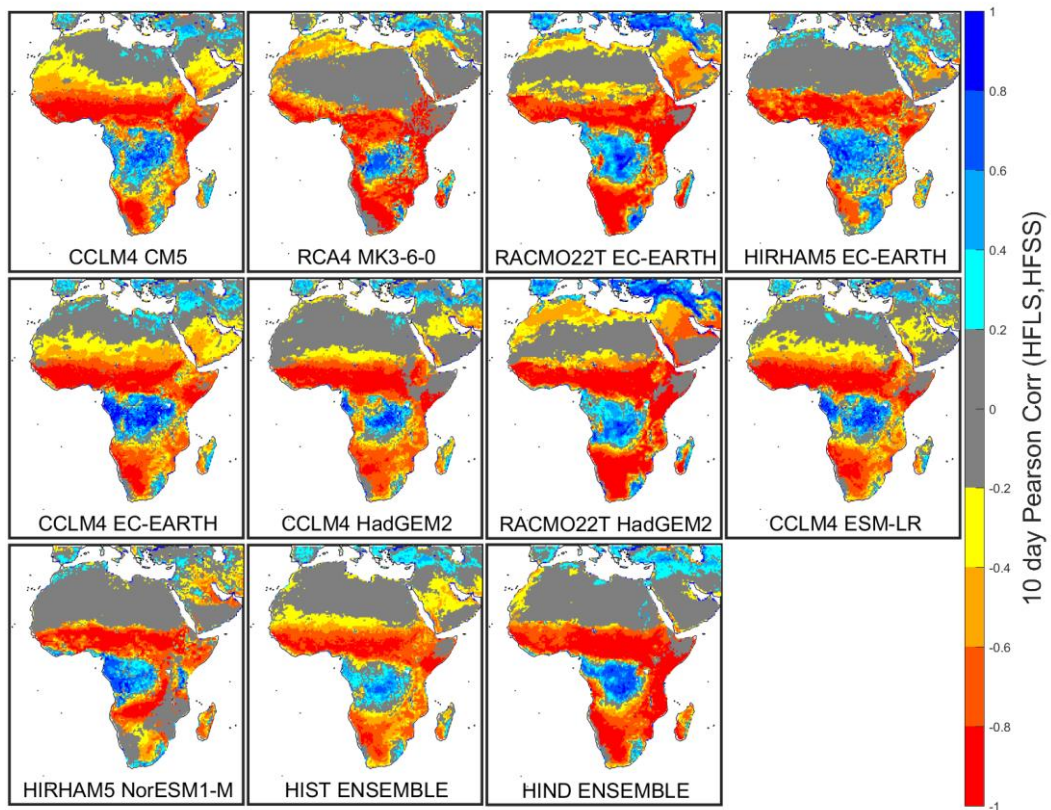 CCLM4 CM5
RCA4 MK3-6-0
RACMO22T EC-EARTH
HIRHAM5 EC-EARTH
CCLM4 EC-EARTH
CCLM4 HadGEM2
RACMO22T HadGEM2
CCLM4 ESM-LR
HIRHAM5 NorESM1-M
HIST ENSEMBLE
HIND ENSEMBLE
1
0.8
0.6
0.4
0.2
0
-0.2
-0.4
-0.6
-0.8
-1
10 day Pearson Corr (HFLS,HFSS)